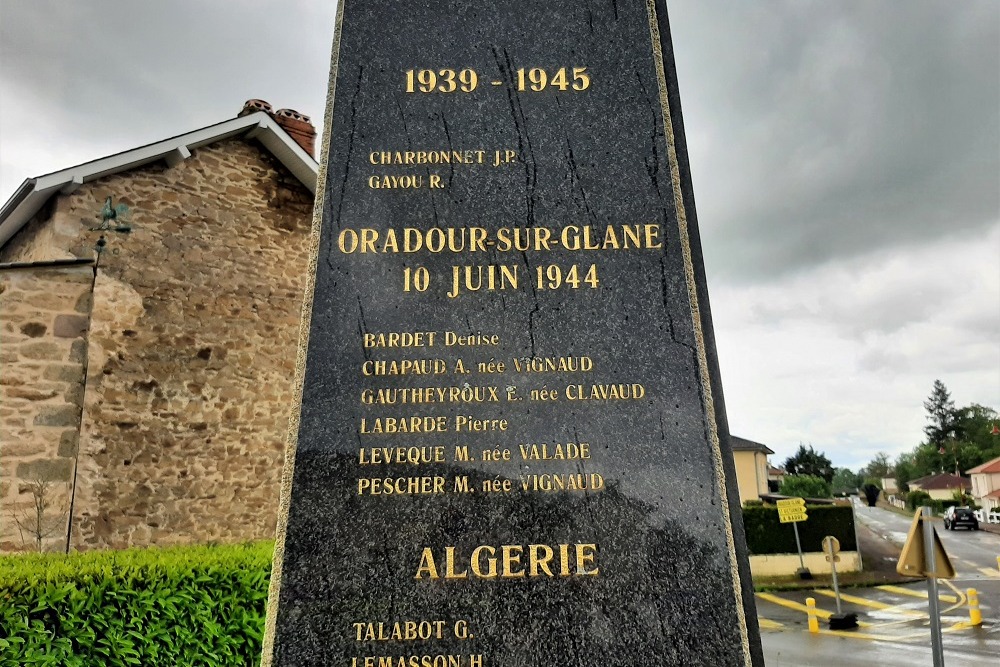 1939 - 1945
CHARBONNET J.P.
GAYOU R.
ORADOUR-SUR-GLANE
10 JUIN 1944
BARDET Denise
CHAPAUD A. née VIGNAUD
GAUTHEYROUX E. née CLAVAUD
LABARDE Pierre
LEVEQUE M. née VALADE
PESCHER M. née VIGNAUD
ALGERIE
TALABOT G.
LEMASSON H